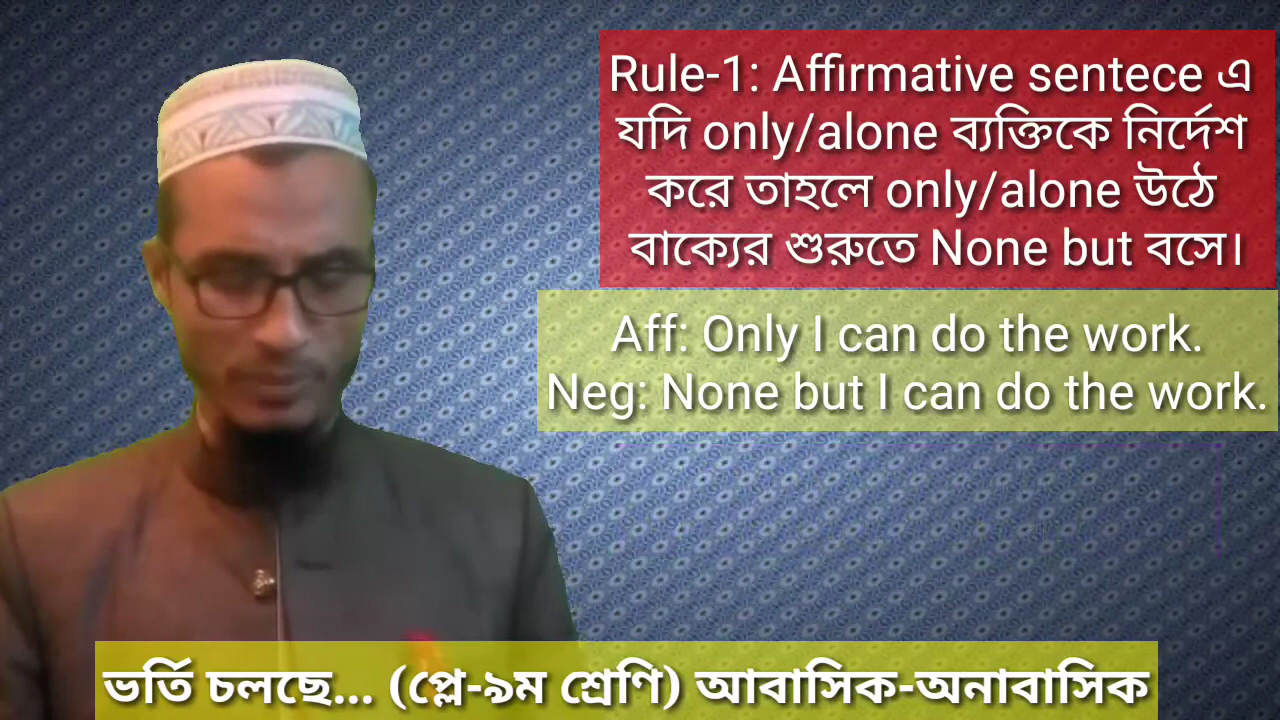 Rule-1: Affirmative sentece এ
যদি only/alone ব্যক্তিকে নির্দেশ
করে তাহলে only/alone উঠে
বাক্যের শুরুতে None but বসে।
Aff: Only I can do the work.
Neg: None but I can do the work.
ভর্তি চলছে... (প্লে-৯ম শ্রেণি) আবাসিক-অনাবাসিক